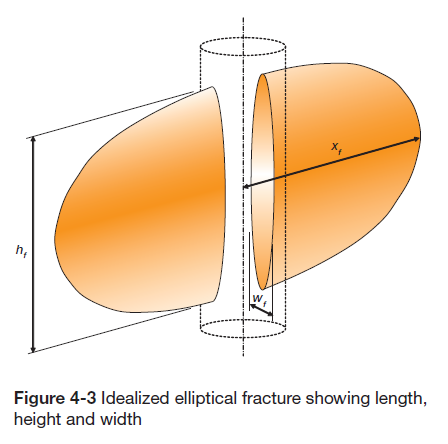 x_f
h_f
w_f
Figure 4-3 Idealized elliptical fracture showing length,
height and width